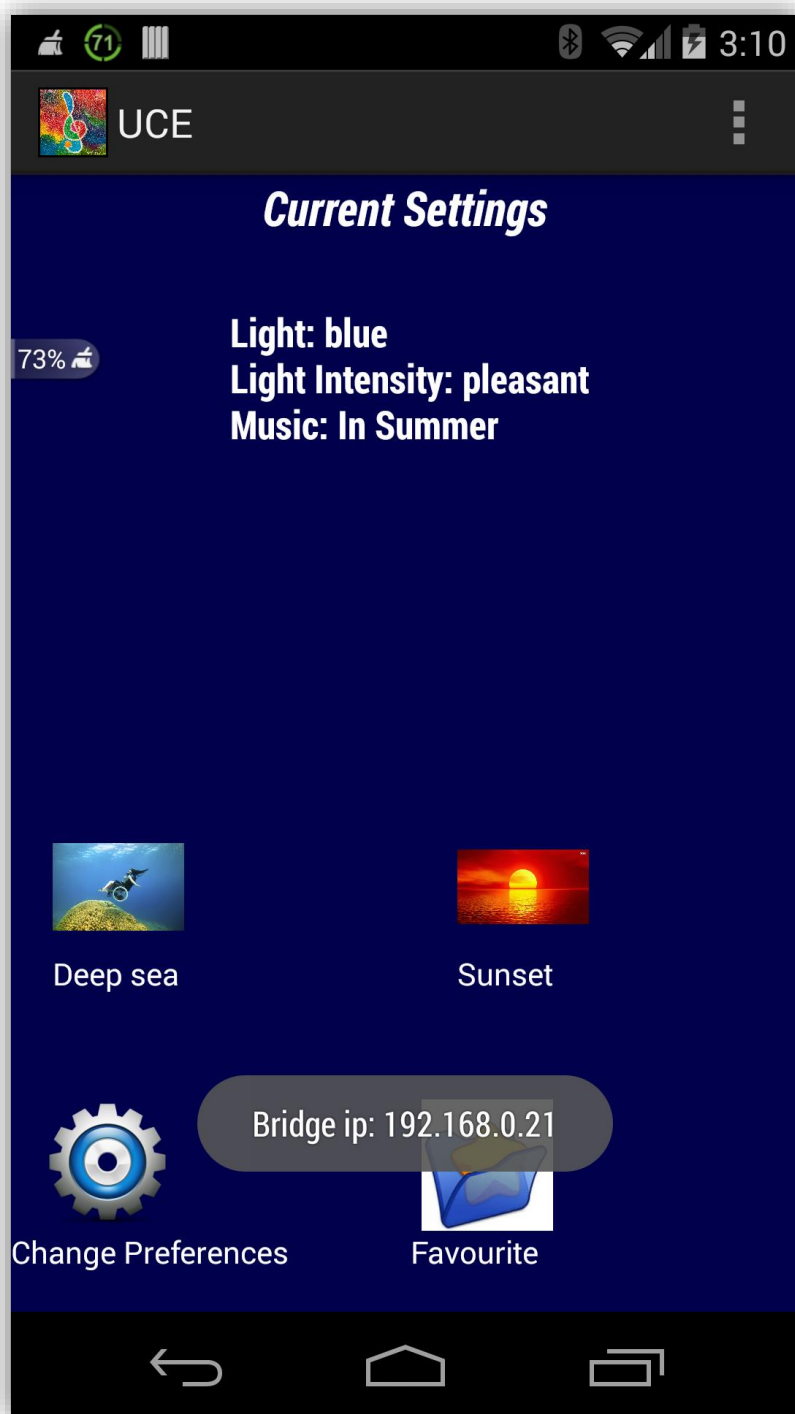 71
3:10
UCE
Current Settings
Light: blue
73%
Light Intensity: pleasant
Music: In Summer
Deep sea
Sunset
Bridge ip: 192.168.0.21
Change Preferences
Favourite